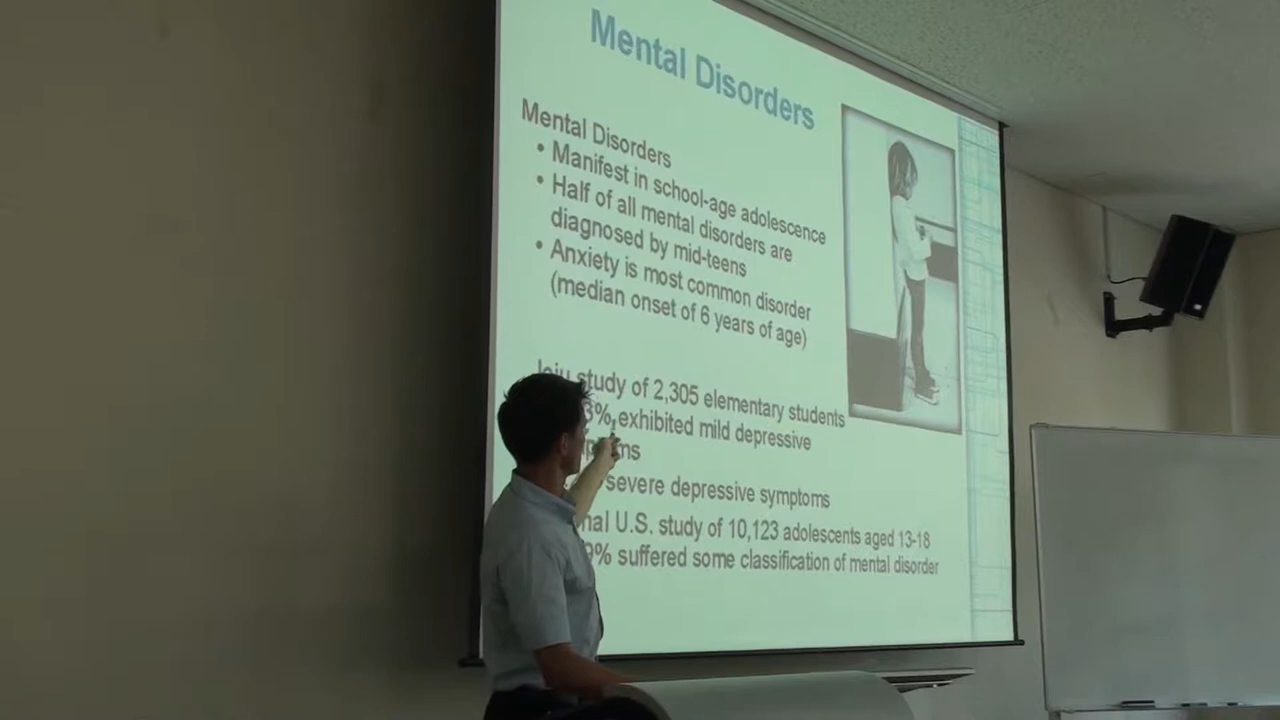 Mental Disorders
Mental Disorders
• Manifest in school-age adolescence
• Half of all mental disorders are
diagnosed by mid-teens
• Anxiety is most common disorder
(median onset of 6 years of age)
study of 2,305 elementary students
exhibited mild depressive
severe depressive symptoms
U.S. study of 10,123 adolescents aged 13-18
suffered some classification of mental disorder